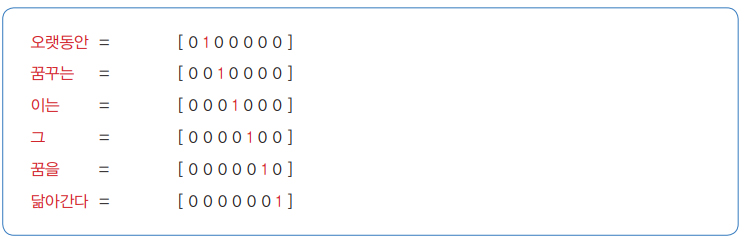 오랫동안 = [ 0 1 0 0 0 0 0 ]
꿈꾸는 = [ 0 0 1 0 0 0 0 ]
이는 = [ 0 0 0 1 0 0 0 ]
그 = [ 0 0 0 0 1 0 0 ]
꿈을 = [ 0 0 0 0 0 1 0 ]
닮아간다 = [ 0 0 0 0 0 0 1 ]